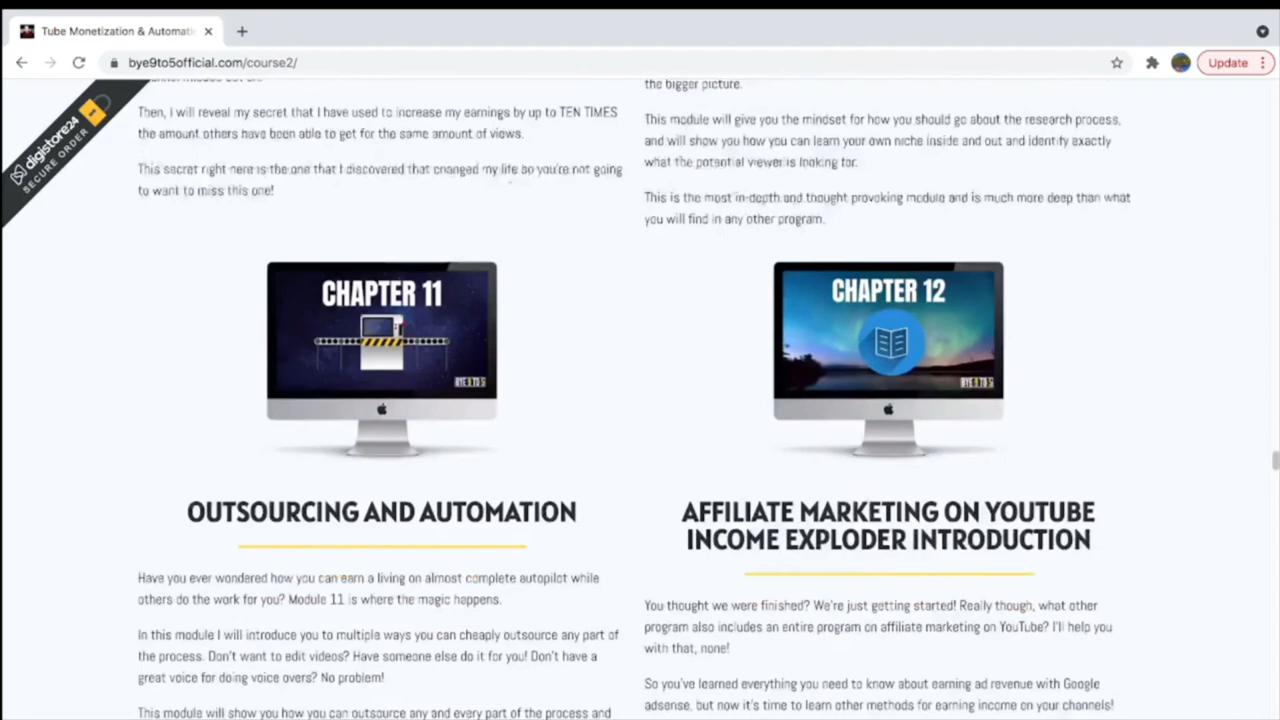 Tube Monetization & Automati
bye9to5official.com/course2/
Update
digistore24
SECURE ORDER
Then, I will reveal my secret that I have used to increase my earnings by up to TEN TIMES
the amount others have been able to get for the same amount of views.
This secret right here is the one that I discovered that changed my life so you're not going
to want to miss this one!
the bigger picture.
This module will give you the mindset for how you should go about the research process,
and will show you how you can learn your own niche inside and out and identify exactly
what the potential viewer is looking for.
This is the most in-depth and thought provoking module and is much more deep than what
you will find in any other program.
CHAPTER 11
BYE 9 TO 5
CHAPTER 12
BYE 9 TO 5
OUTSOURCING AND AUTOMATION
Have you ever wondered how you can earn a living on almost complete autopilot while
others do the work for you? Module 11 is where the magic happens.
In this module I will introduce you to multiple ways you can cheaply outsource any part of
the process. Don't want to edit videos? Have someone else do it for you! Don't have a
great voice for doing voice overs? No problem!
This module will show you how you can outsource any and every part of the process and
AFFILIATE MARKETING ON YOUTUBE
INCOME EXPLODER INTRODUCTION
You thought we were finished? We're just getting started! Really though, what other
program also includes an entire program on affiliate marketing on YouTube? I'll help you
with that, none!
So you've learned everything you need to know about earning ad revenue with Google
adsense, but now it's time to learn other methods for earning income on your channels!